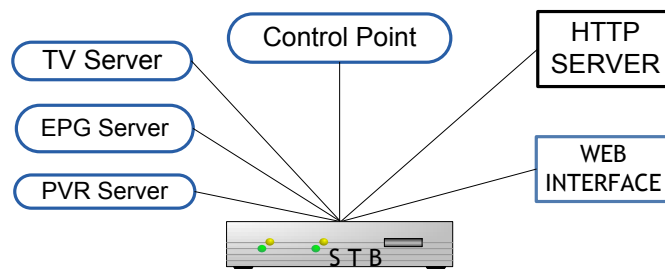 Control Point
HTTP
SERVER
TV Server
EPG Server
PVR Server
WEB
INTERFACE
S T B